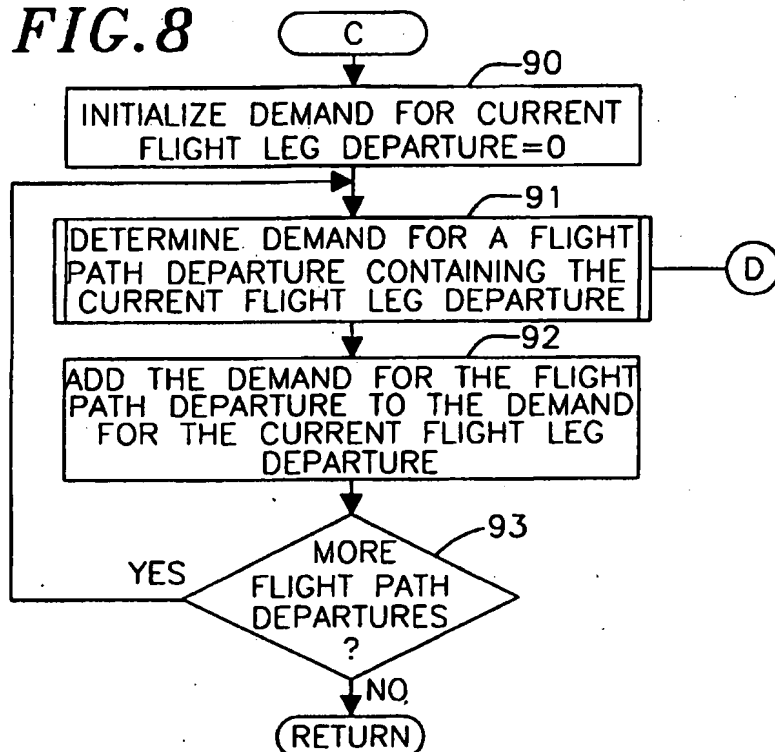 FIG.8
C
90
INITIALIZE DEMAND FOR CURRENT
FLIGHT LEG DEPARTURE=0
91
DETERMINE DEMAND FOR A FLIGHT
PATH DEPARTURE CONTAINING THE
CURRENT FLIGHT LEG DEPARTURE
D
92
ADD THE DEMAND FOR THE FLIGHT
PATH DEPARTURE TO THE DEMAND
FOR THE CURRENT FLIGHT LEG
DEPARTURE
93
YES
MORE
FLIGHT PATH
DEPARTURES
?
NO
RETURN